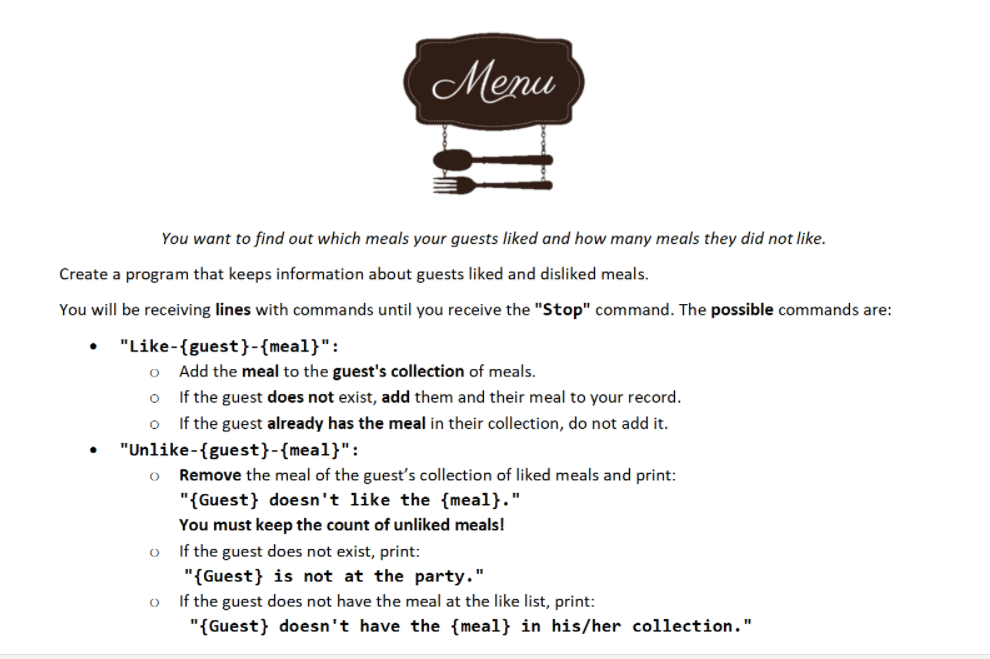 Menu
You want to find out which meals your guests liked and how many meals they did not like.
Create a program that keeps information about guests liked and disliked meals.
You will be receiving lines with commands until you receive the "Stop" command. The possible commands are:
• "Like-{guest}-{meal}":
o Add the meal to the guest's collection of meals.
o If the guest does not exist, add them and their meal to your record.
o If the guest already has the meal in their collection, do not add it.
• "Unlike-{guest}-{meal}":
o Remove the meal of the guest’s collection of liked meals and print:
"{Guest} doesn't like the {meal}."
You must keep the count of unliked meals!
o If the guest does not exist, print:
"{Guest} is not at the party."
o If the guest does not have the meal at the like list, print:
"{Guest} doesn't have the {meal} in his/her collection."